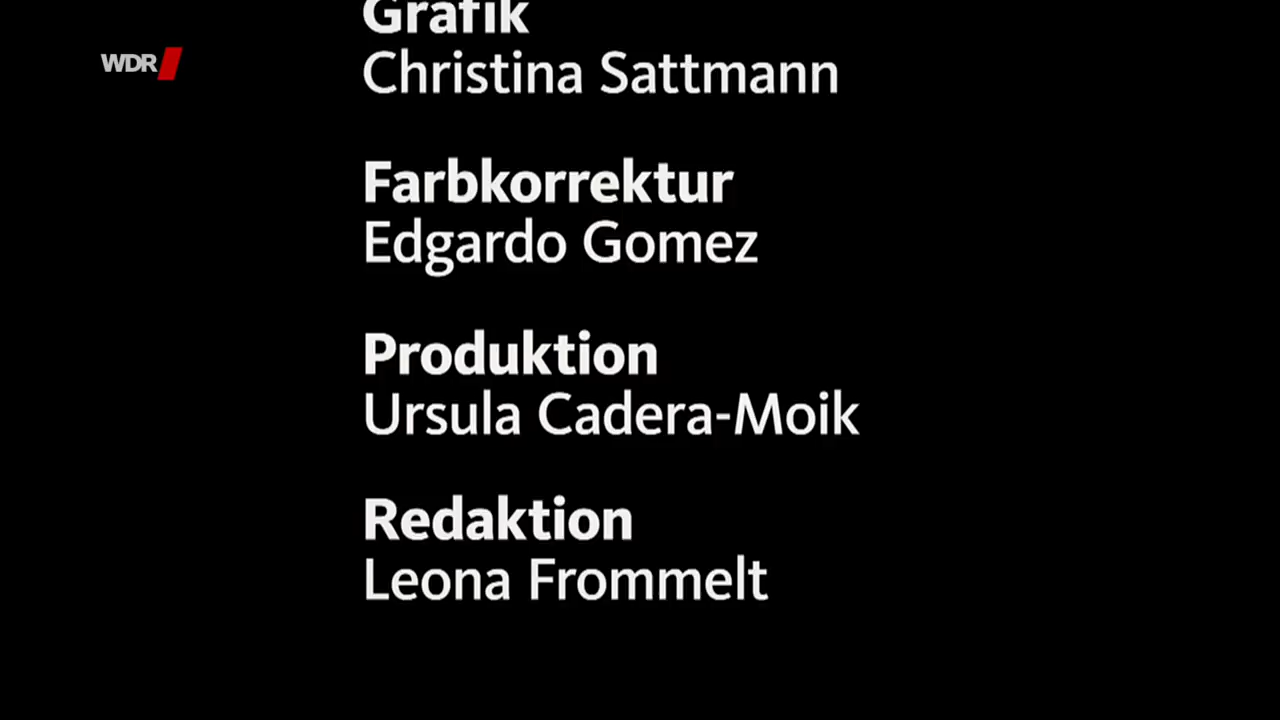 Grafik
WDR
Christina Sattmann
Farbkorrektur
Edgardo Gomez
Produktion
Ursula Cadera-Moik
Redaktion
Leona Frommelt